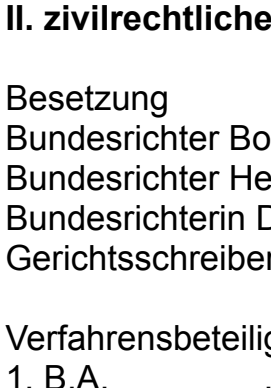 II. zivilrechtliche
Besetzung
Bundesrichter Bo
Bundesrichter He
Bundesrichterin D
Gerichtsschreiber
Verfahrensbeteilig
1. B.A.